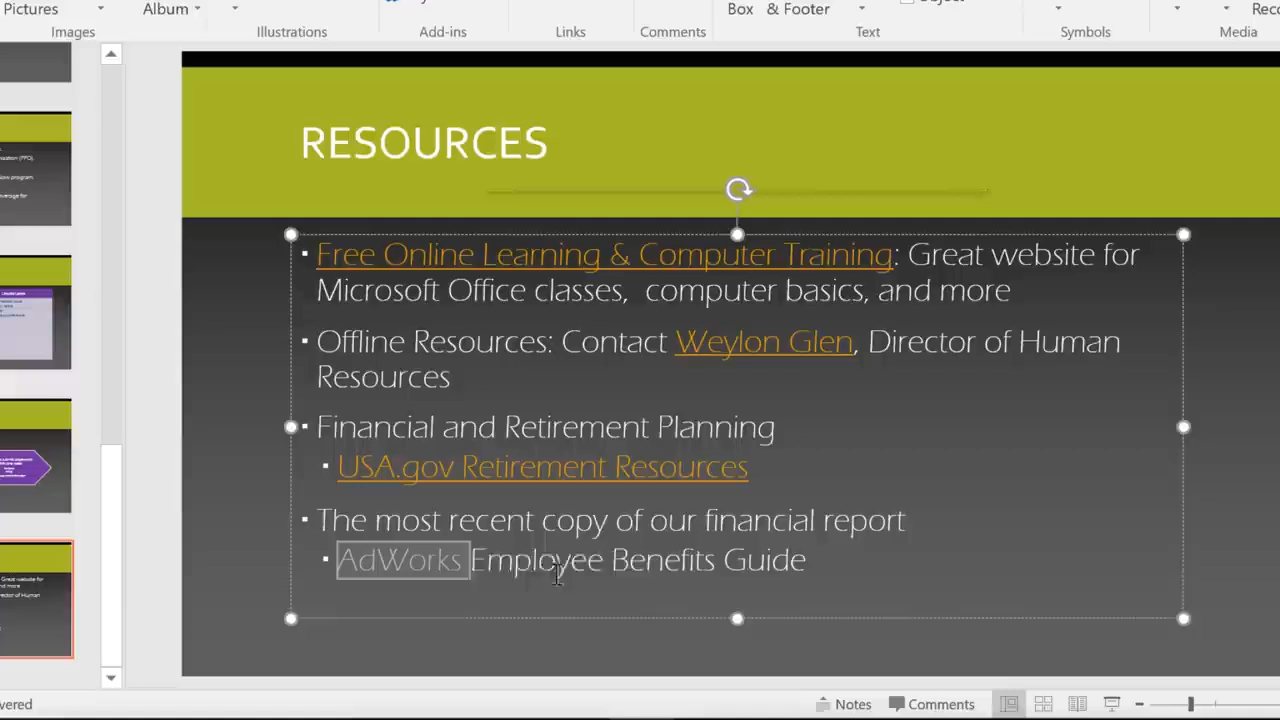 Pictures
Album
Box & Footer
Images
Illustrations
Add-ins
Links
Comments
Text
Symbols
Media
RESOURCES
▪ Free Online Learning & Computer Training: Great website for
Microsoft Office classes,  computer basics, and more
▪ Offline Resources: Contact Weylon Glen, Director of Human
Resources
▪ Financial and Retirement Planning
▪ USA.gov Retirement Resources
▪ The most recent copy of our financial report
▪ AdWorks Employee Benefits Guide
vered
Notes
Comments